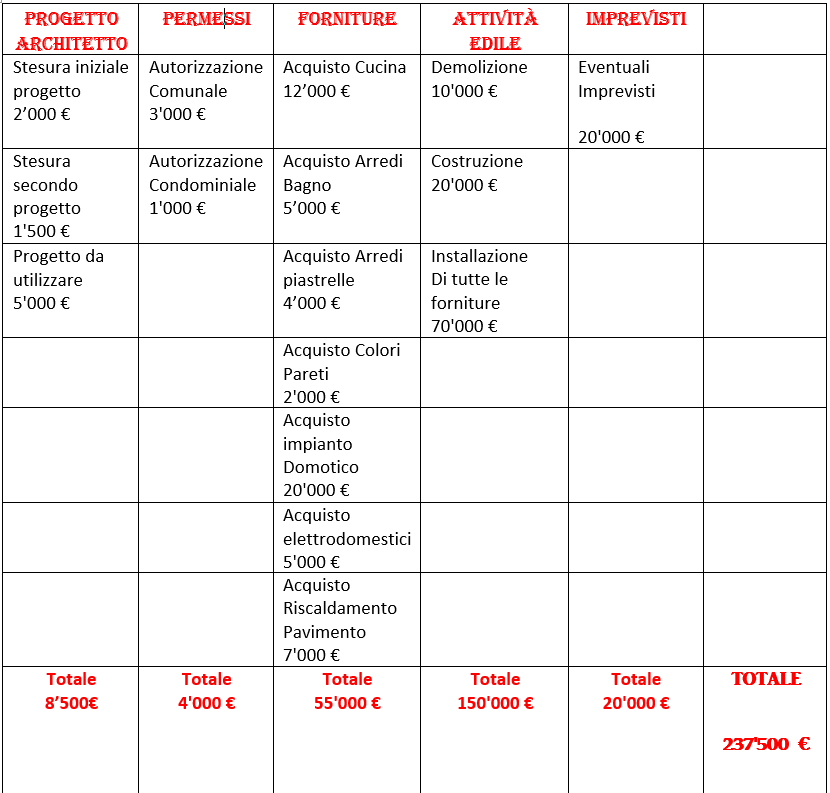 PROGETTO ARCHITETTO
PERMESSI
FORNITURE
ATTIVITÀ EDILE
IMPREVISTI
Stesura iniziale
progetto
2’000 €
Autorizzazione
Comunale
3'000 €
Acquisto Cucina
12’000 €
Demolizione
10'000 €
Eventuali
Imprevisti
20'000 €
Stesura
secondo
progetto
1'500 €
Autorizzazione
Condominiale
1'000 €
Acquisto Arredi
Bagno
5’000 €
Costruzione
20'000 €
Progetto da
utilizzare
5'000 €
Acquisto Arredi
piastrelle
4’000 €
Installazione
Di tutte le
forniture
70'000 €
Acquisto Colori
Pareti
2'000 €
Acquisto
impianto
Domotico
20'000 €
Acquisto
elettrodomestici
5'000 €
Acquisto
Riscaldamento
Pavimento
7'000 €
Totale
8’500€
Totale
4'000 €
Totale
55'000 €
Totale
150'000 €
Totale
20'000 €
TOTALE
237'500 €